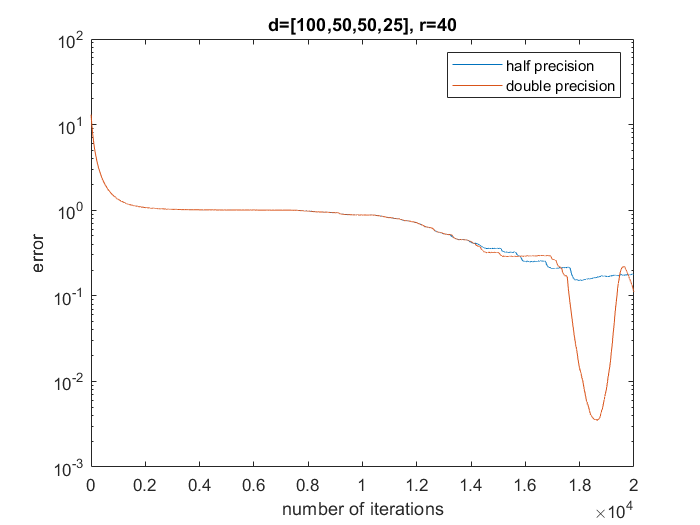 d=[100,50,50,25], r=40
half precision
double precision
error
10^2
10^1
10^0
10^-1
10^-2
10^-3
0 0.2 0.4 0.6 0.8 1 1.2 1.4 1.6 1.8 2
number of iterations
×10^4